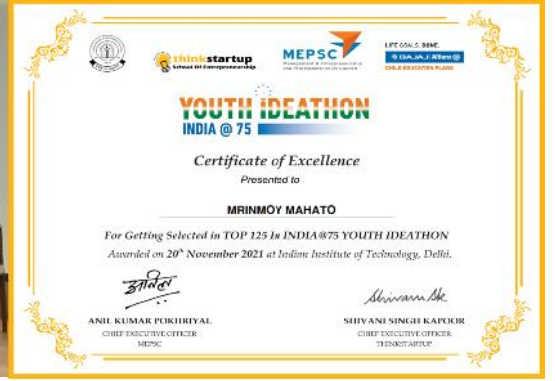 thinkstartup
School Of Entrepreneurship
MEPSC
LIFE GOALS. DONE.
BAJAJ Allianz
CHILD EDUCATION PLANS
YOUTH IDEATHON
INDIA @ 75
Certificate of Excellence
Presented to
MRINMOY MAHATO
For Getting Selected in TOP 125 In INDIA@75 YOUTH IDEATHON
Awarded on 20th November 2021 at Indian Institute of Technology, Delhi.
अनिल
Shivani
ANIL KUMAR POKHRIYAL
SHIVANI SINGH KAPOOR
CHIEF EXECUTIVE OFFICER
CHIEF EXECUTIVE OFFICER
MEPSC
THINKSTARTUP